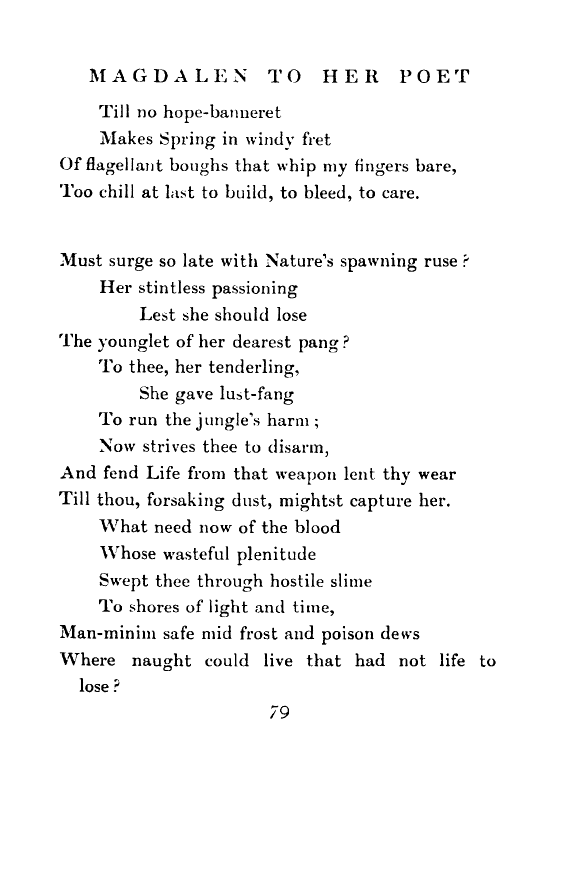 MAGDALEN TO HER POET
Till no hope-banneret
Makes Spring in windy fret
Of flagellant boughs that whip my fingers bare,
Too chill at last to build, to bleed, to care.
Must surge so late with Nature's spawning ruse?
Her stintless passioning
Lest she should lose
The younglet of her dearest pang?
To thee, her tenderling,
She gave lust-fang
To run the jungle's harm;
Now strives thee to disarm,
And fend Life from that weapon lent thy wear
Till thou, forsaking dust, mightst capture her.
What need now of the blood
Whose wasteful plenitude
Swept thee through hostile slime
To shores of light and time,
Man-minim safe mid frost and poison dews
Where naught could live that had not life to
lose?
79